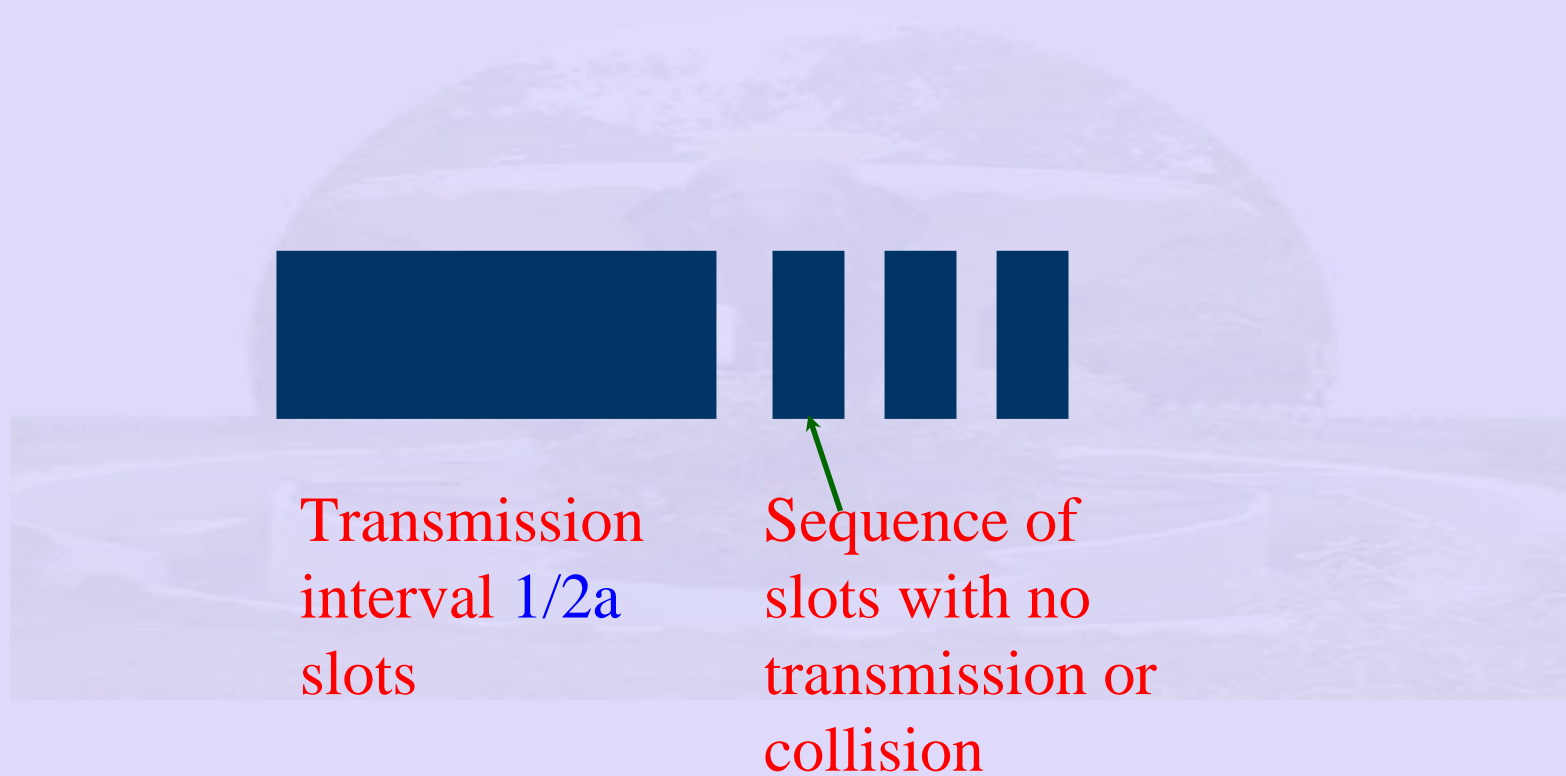 Transmission
interval 1/2a
slots
Sequence of
slots with no
transmission or
collision